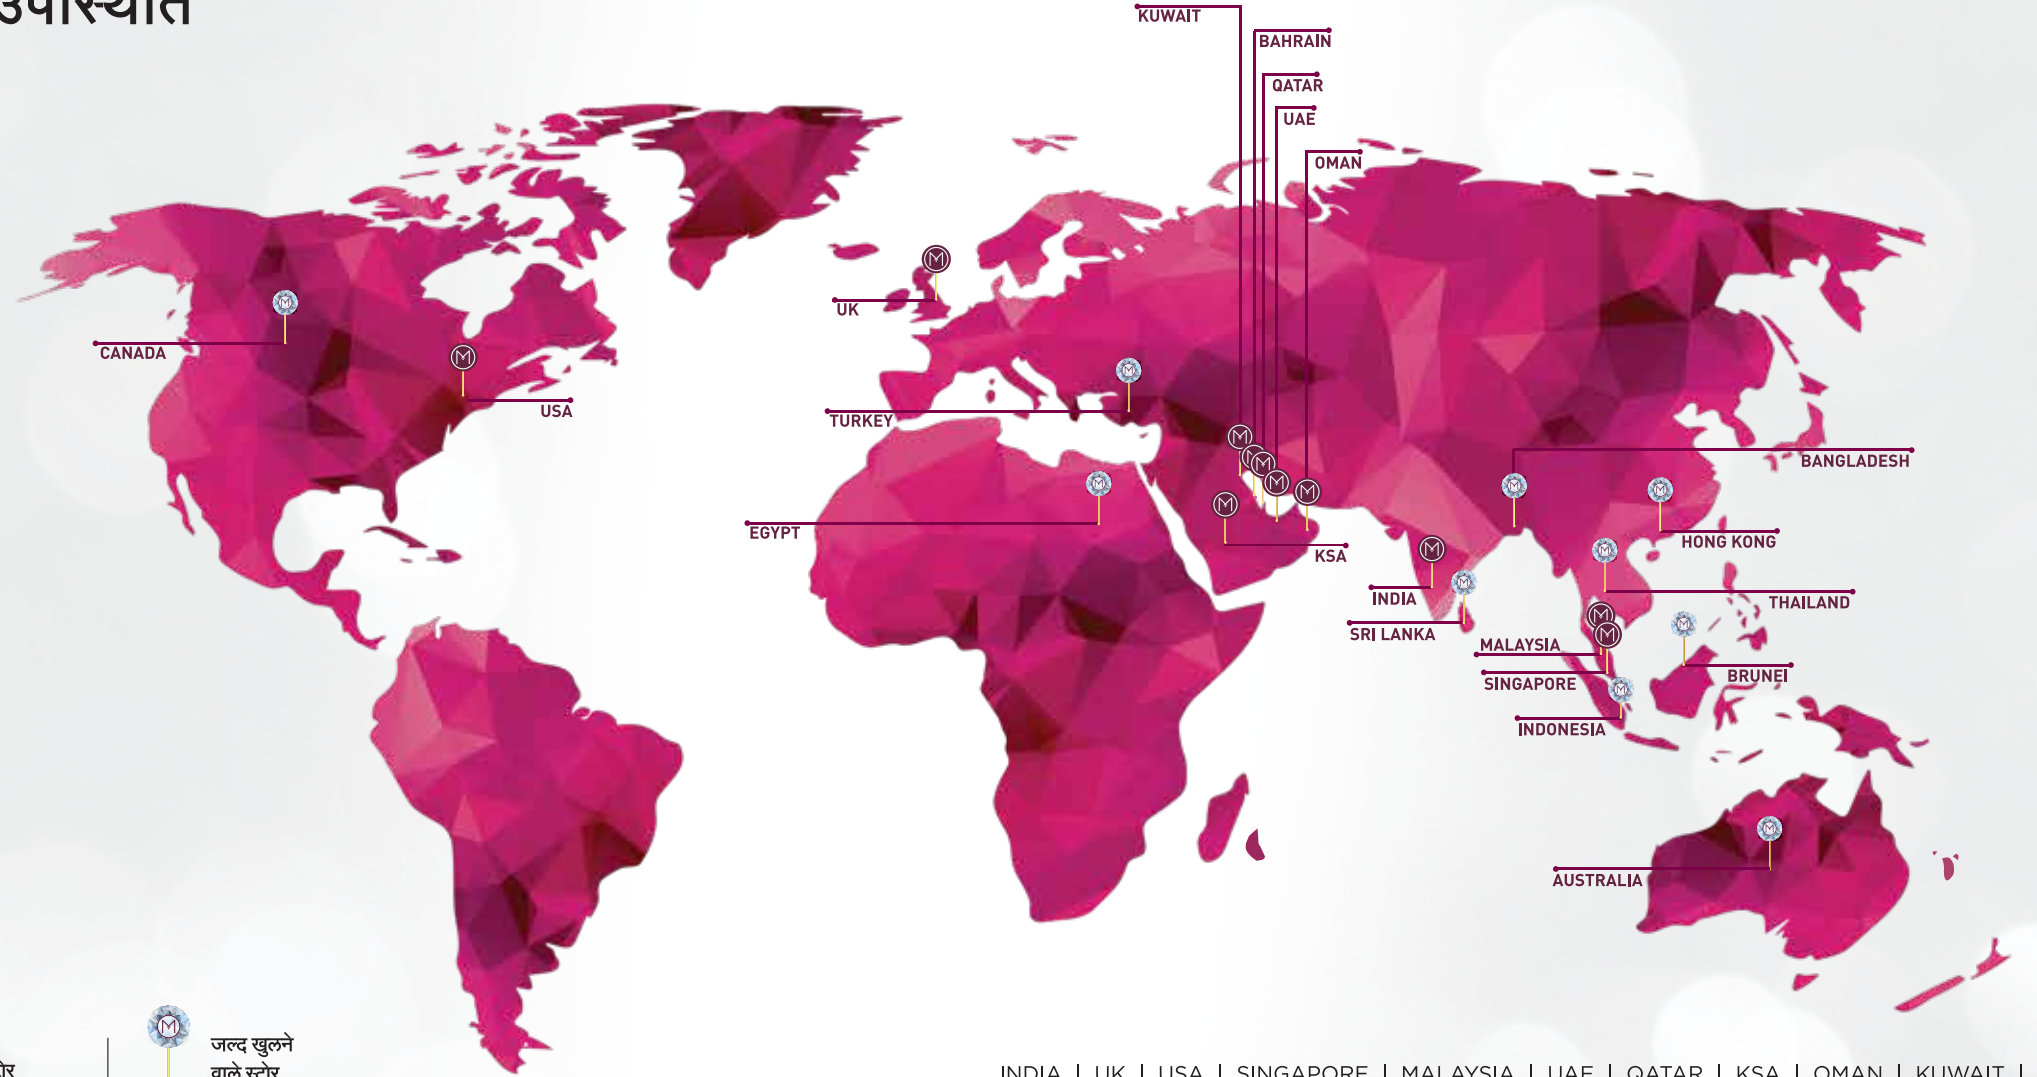 उपस्थिति
KUWAIT
BAHRAIN
QATAR
UAE
OMAN
UK
CANADA
USA
TURKEY
BANGLADESH
EGYPT
HONG KONG
KSA
INDIA
THAILAND
SRI LANKA
MALAYSIA
BRUNEI
SINGAPORE
INDONESIA
AUSTRALIA
जल्द खुलने
वाले स्टोर
INDIA | UK | USA | SINGAPORE | MALAYSIA | UAE | QATAR | KSA | OMAN | KUWAIT |